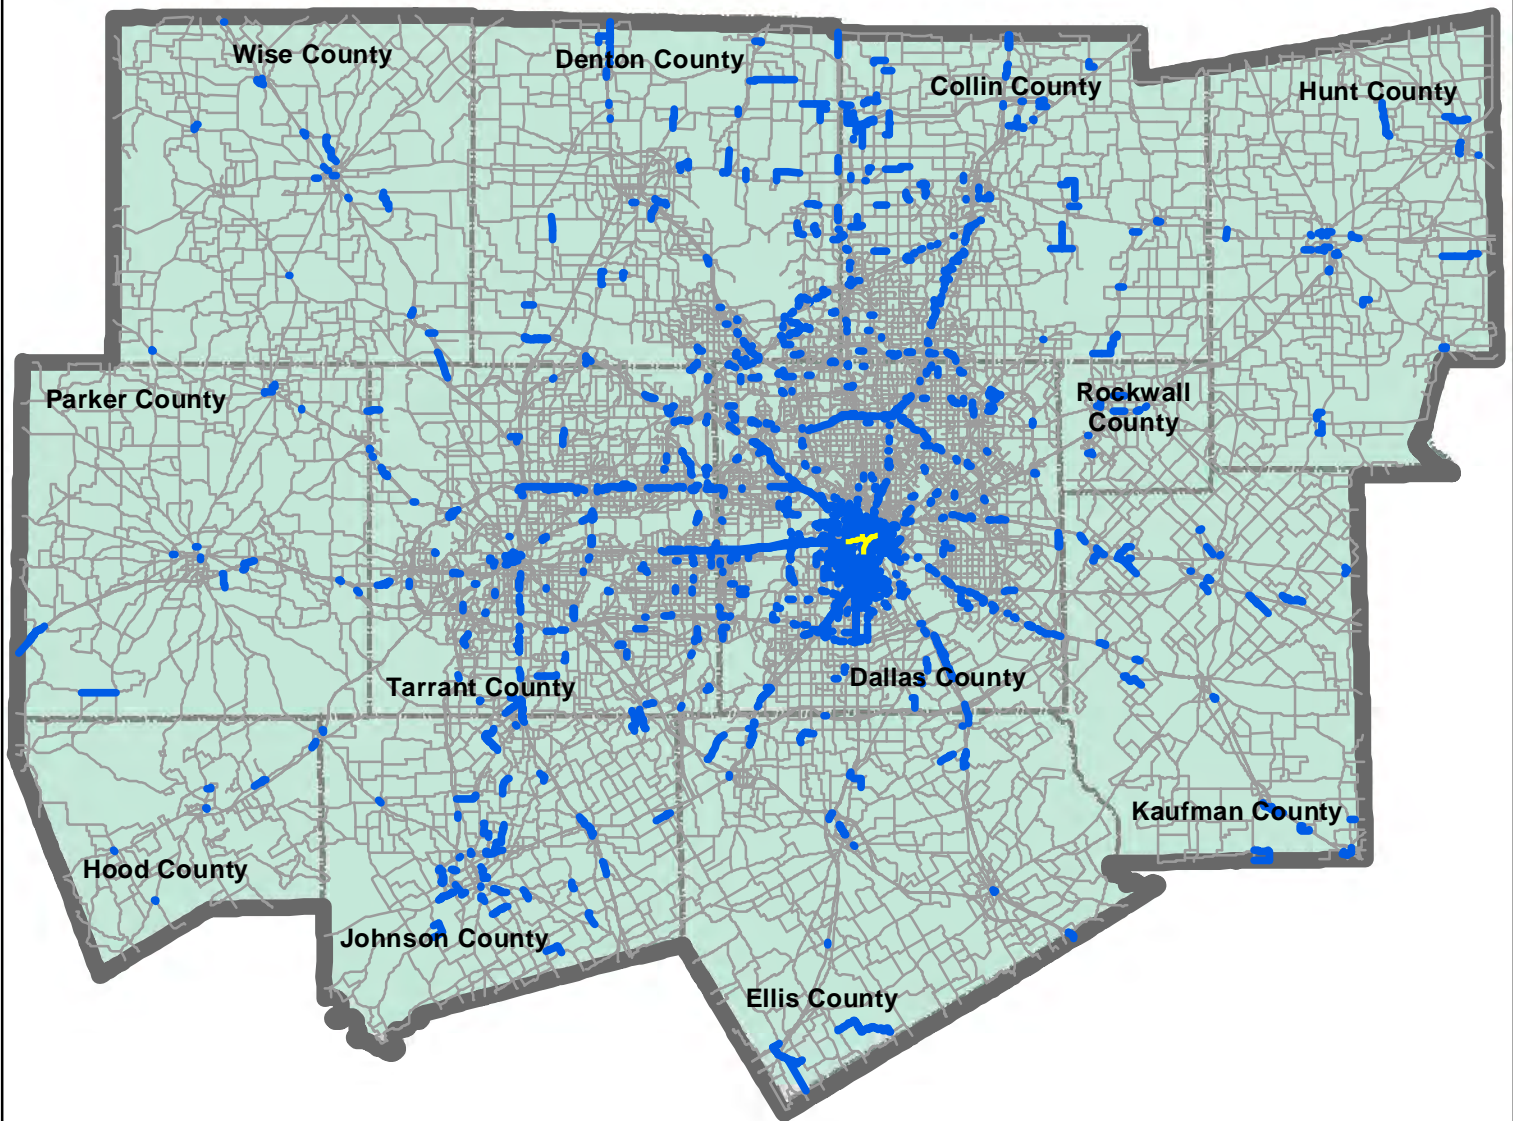 Wise County
Denton County
Collin County
Hunt County
Parker County
Rockwall
County
Tarrant County
Dallas County
Kaufman County
Hood County
Johnson County
Ellis County